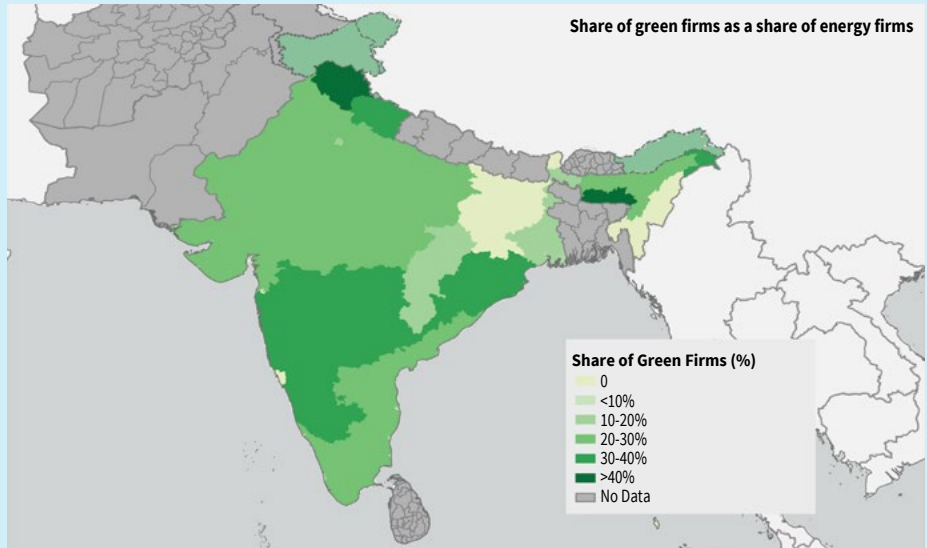 Share of green firms as a share of energy firms
Share of Green Firms (%)
0
<10%
10-20%
20-30%
30-40%
>40%
No Data